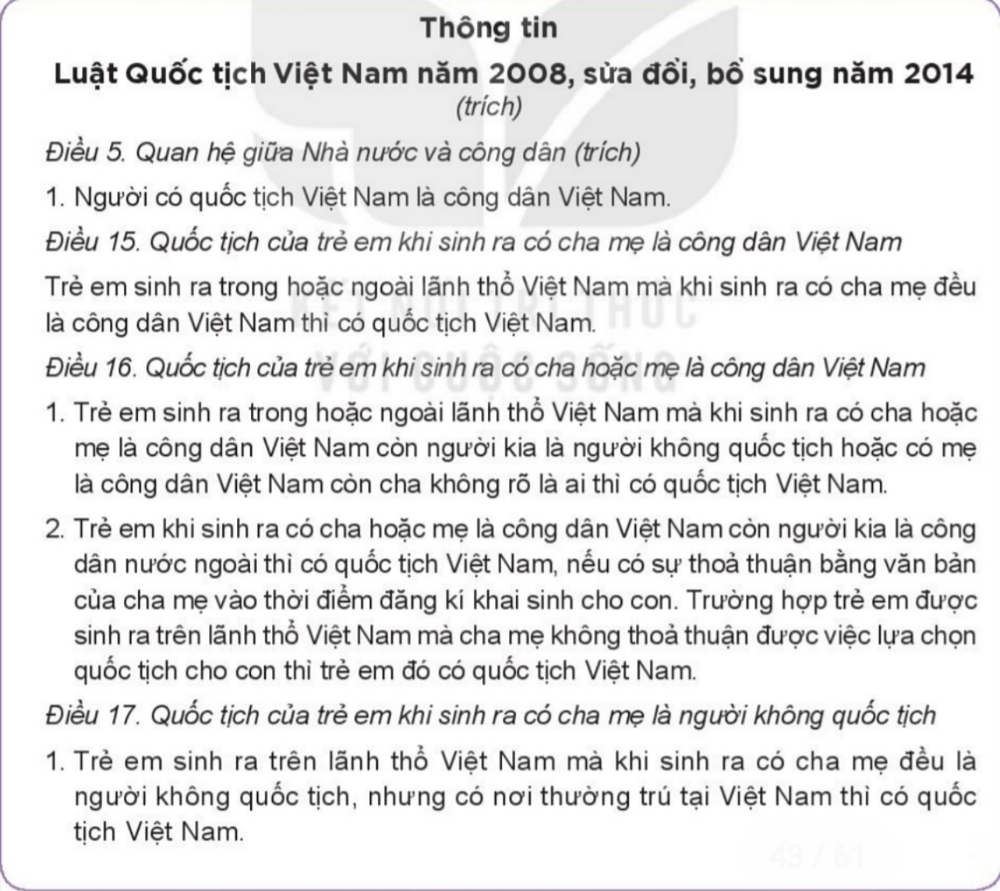 Thông tin
Luật Quốc tịch Việt Nam năm 2008, sửa đổi, bổ sung năm 2014
(trích)
Điều 5. Quan hệ giữa Nhà nước và công dân (trích)
1. Người có quốc tịch Việt Nam là công dân Việt Nam.
Điều 15. Quốc tịch của trẻ em khi sinh ra có cha mẹ là công dân Việt Nam
Trẻ em sinh ra trong hoặc ngoài lãnh thổ Việt Nam mà khi sinh ra có cha mẹ đều
là công dân Việt Nam thì có quốc tịch Việt Nam.
KẾT NỐI TRI THỨC
VỚI CUỘC SỐNG
Điều 16. Quốc tịch của trẻ em khi sinh ra có cha hoặc mẹ là công dân Việt Nam
1. Trẻ em sinh ra trong hoặc ngoài lãnh thổ Việt Nam mà khi sinh ra có cha hoặc
mẹ là công dân Việt Nam còn người kia là người không quốc tịch hoặc có mẹ
là công dân Việt Nam còn cha không rõ là ai thì có quốc tịch Việt Nam.
2. Trẻ em khi sinh ra có cha hoặc mẹ là công dân Việt Nam còn người kia là công
dân nước ngoài thì có quốc tịch Việt Nam, nếu có sự thoả thuận bằng văn bản
của cha mẹ vào thời điểm đăng kí khai sinh cho con. Trường hợp trẻ em được
sinh ra trên lãnh thổ Việt Nam mà cha mẹ không thoả thuận được việc lựa chọn
quốc tịch cho con thì trẻ em đó có quốc tịch Việt Nam.
Điều 17. Quốc tịch của trẻ em khi sinh ra có cha mẹ là người không quốc tịch
1. Trẻ em sinh ra trên lãnh thổ Việt Nam mà khi sinh ra có cha mẹ đều là
người không quốc tịch, nhưng có nơi thường trú tại Việt Nam thì có quốc
tịch Việt Nam.
43 / 61